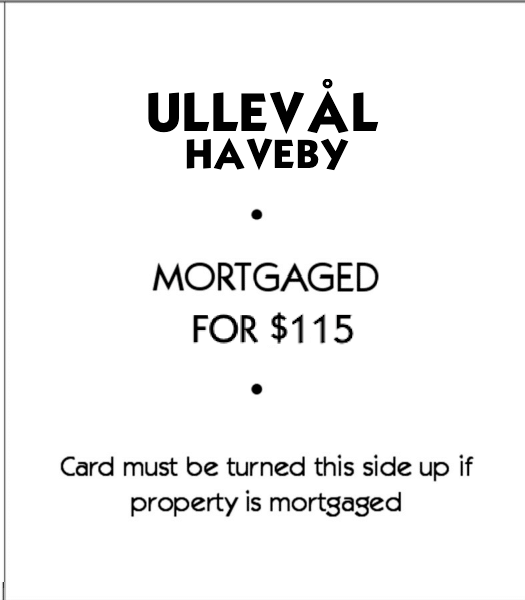 ULLEVÅL
HAVEBY
•
MORTGAGED
FOR $115
•
Card must be turned this side up if
property is mortgaged